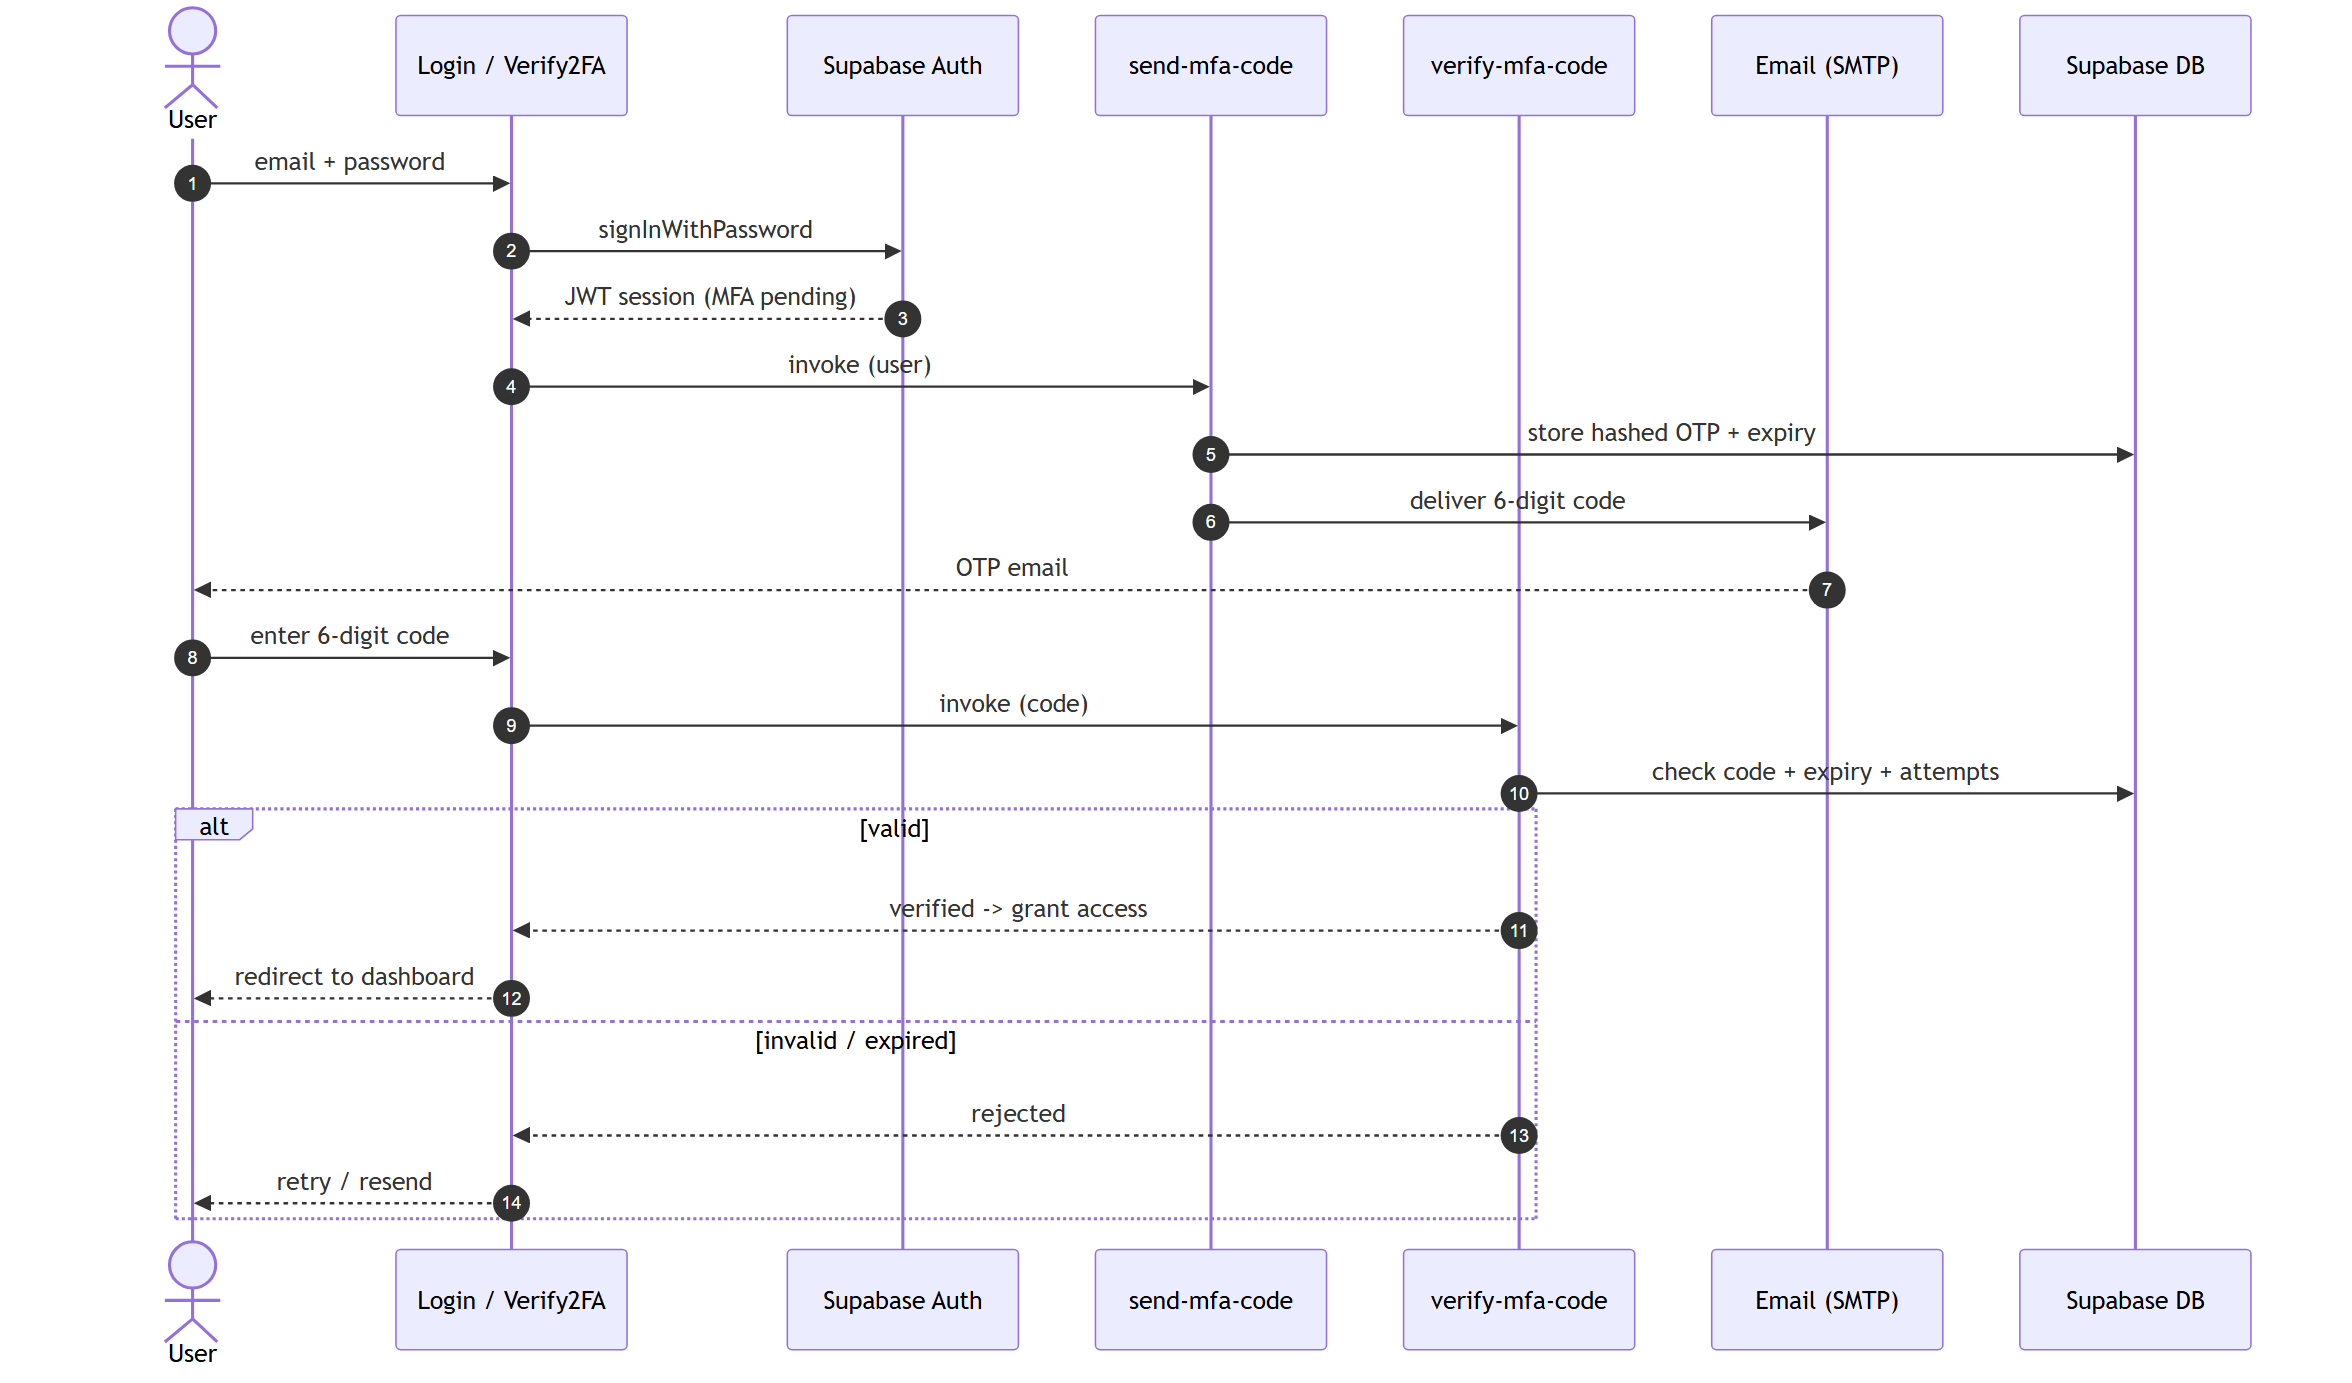 User
Login / Verify2FA
Supabase Auth
send-mfa-code
verify-mfa-code
Email (SMTP)
Supabase DB
1
email + password
2
signInWithPassword
JWT session (MFA pending)
3
4
invoke (user)
5
store hashed OTP + expiry
6
deliver 6-digit code
OTP email
7
8
enter 6-digit code
9
invoke (code)
10
check code + expiry + attempts
alt
[valid]
verified -> grant access
11
redirect to dashboard
12
[invalid / expired]
rejected
13
retry / resend
14
User
Login / Verify2FA
Supabase Auth
send-mfa-code
verify-mfa-code
Email (SMTP)
Supabase DB